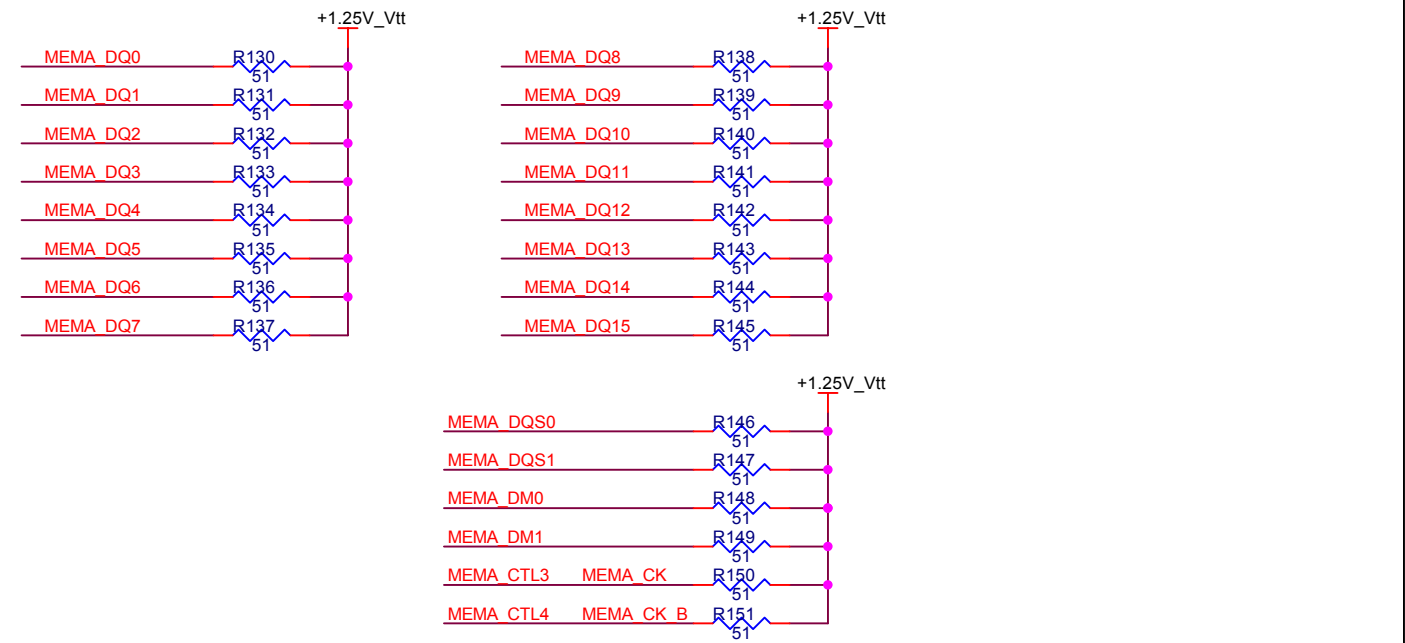 +1.25V_Vtt
MEMA_DQ0 R130 51
MEMA_DQ1 R131 51
MEMA_DQ2 R132 51
MEMA_DQ3 R133 51
MEMA_DQ4 R134 51
MEMA_DQ5 R135 51
MEMA_DQ6 R136 51
MEMA_DQ7 R137 51
+1.25V_Vtt
MEMA_DQ8 R138 51
MEMA_DQ9 R139 51
MEMA_DQ10 R140 51
MEMA_DQ11 R141 51
MEMA_DQ12 R142 51
MEMA_DQ13 R143 51
MEMA_DQ14 R144 51
MEMA_DQ15 R145 51
+1.25V_Vtt
MEMA_DQS0 R146 51
MEMA_DQS1 R147 51
MEMA_DM0 R148 51
MEMA_DM1 R149 51
MEMA_CTL3 MEMA_CK R150 51
MEMA_CTL4 MEMA_CK_B R151 51